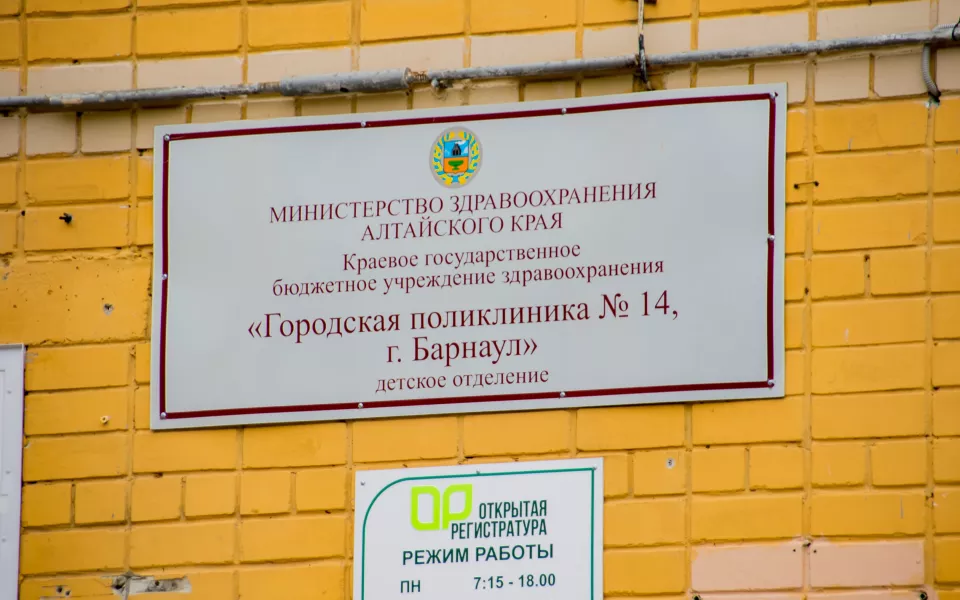 МИНИСТЕРСТВО ЗДРАВООХРАНЕНИЯ
АЛТАЙСКОГО КРАЯ
Краевое государственное
бюджетное учреждение здравоохранения
«Городская поликлиника № 14,
г. Барнаул»
детское отделение
ОР ОТКРЫТАЯ
РЕГИСТРАТУРА
РЕЖИМ РАБОТЫ
ПН 7:15 - 18.00